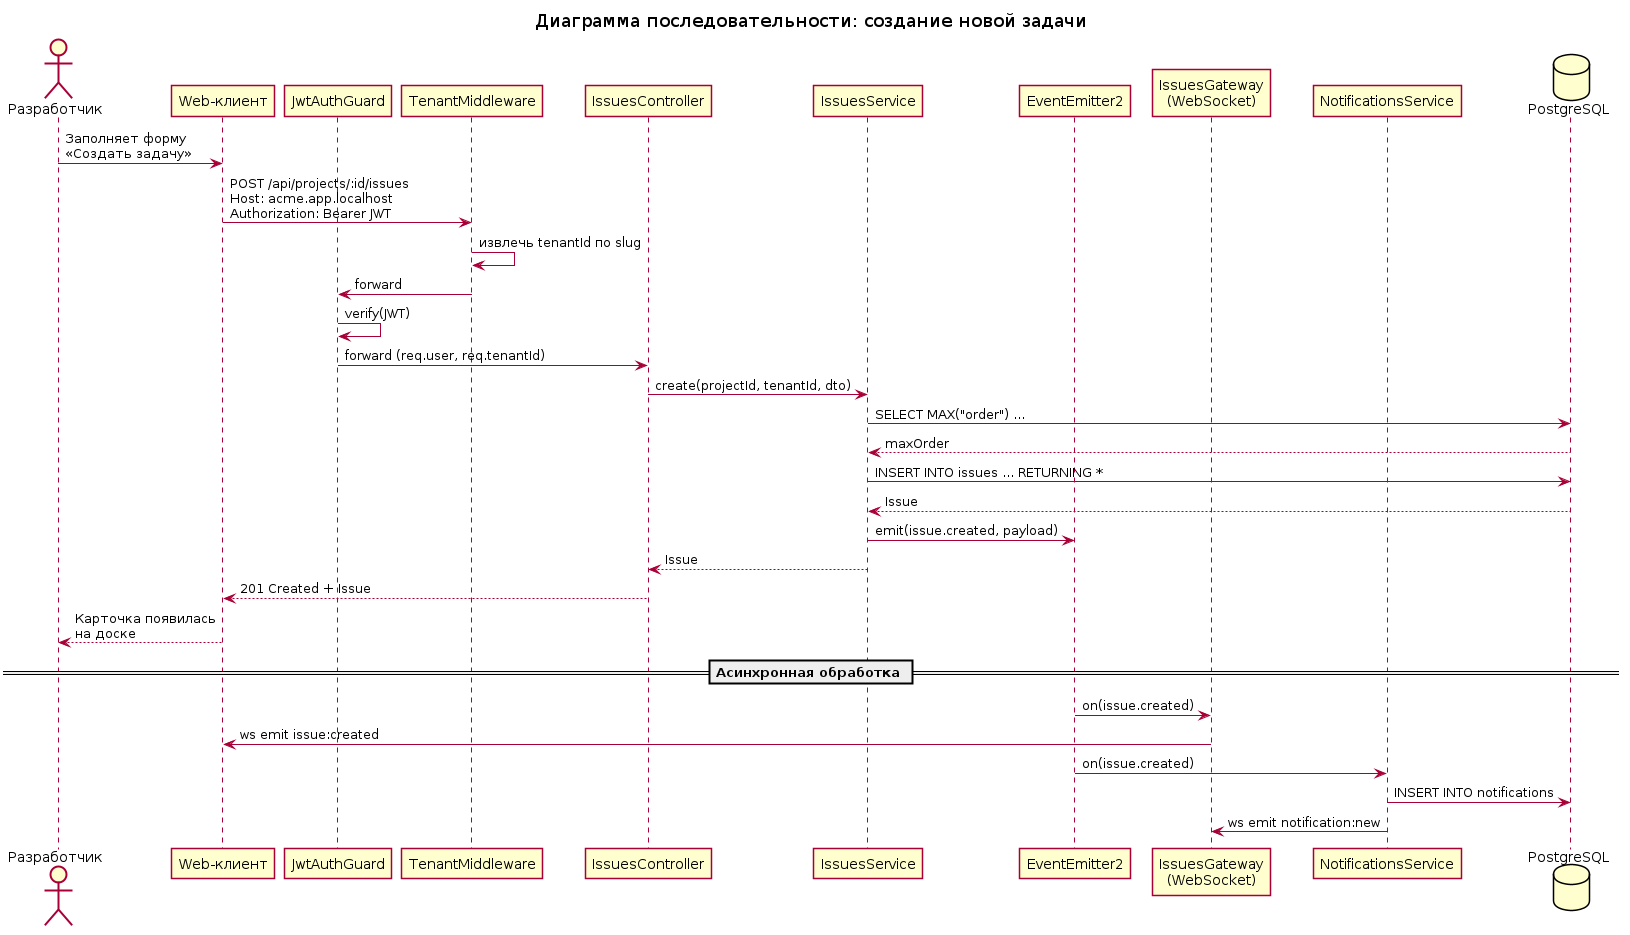 Диаграмма последовательности: создание новой задачи
Разработчик
Web-клиент
JwtAuthGuard
TenantMiddleware
IssuesController
IssuesService
EventEmitter2
IssuesGateway
(WebSocket)
NotificationsService
PostgreSQL
Заполняет форму
«Создать задачу»
POST /api/projects/:id/issues
Host: acme.app.localhost
Authorization: Bearer JWT
извлечь tenantId по slug
forward
verify(JWT)
forward (req.user, req.tenantId)
create(projectId, tenantId, dto)
SELECT MAX("order") ...
maxOrder
INSERT INTO issues ... RETURNING *
Issue
emit(issue.created, payload)
Issue
201 Created + Issue
Карточка появилась
на доске
Асинхронная обработка
on(issue.created)
ws emit issue:created
on(issue.created)
INSERT INTO notifications
ws emit notification:new
Разработчик
Web-клиент
JwtAuthGuard
TenantMiddleware
IssuesController
IssuesService
EventEmitter2
IssuesGateway
(WebSocket)
NotificationsService
PostgreSQL